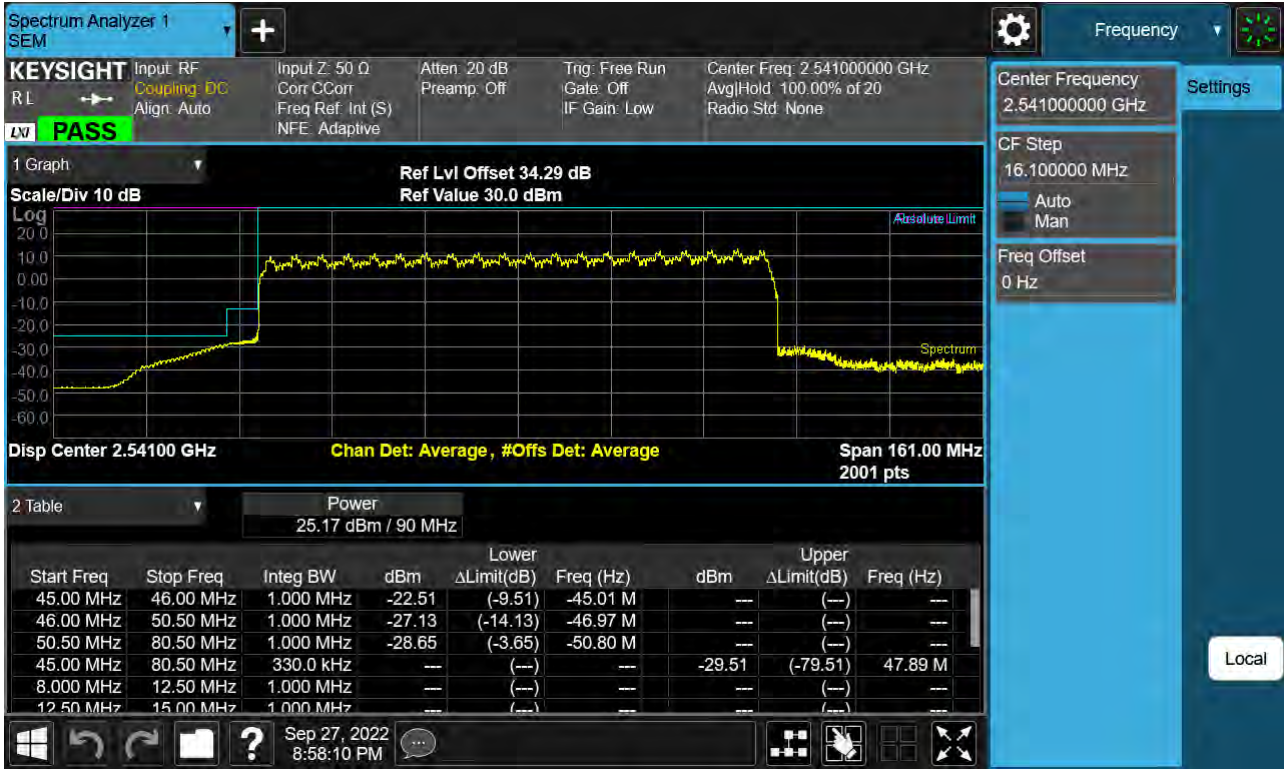 Spectrum Analyzer 1
SEM
+
Frequency
KEYSIGHT
R L
LXI
PASS
Input: RF
Coupling: DC
Align: Auto
Input Z: 50 Ω
Corr CCorr
Freq Ref: Int (S)
NFE: Adaptive
Atten: 20 dB
Preamp: Off
Trig: Free Run
Gate: Off
IF Gain: Low
Center Freq: 2.541000000 GHz
Avg|Hold: 100.00% of 20
Radio Std: None
Center Frequency
2.541000000 GHz
Settings
CF Step
16.100000 MHz
Auto
Man
Freq Offset
0 Hz
Local
1 Graph
Scale/Div 10 dB
Ref Lvl Offset 34.29 dB
Ref Value 30.0 dBm
Log
20.0
10.0
0.00
-10.0
-20.0
-30.0
-40.0
-50.0
-60.0
Limit
Spectrum
Disp Center 2.54100 GHz
Chan Det: Average, #Offs Det: Average
Span 161.00 MHz
2001 pts
2 Table
Power
25.17 dBm / 90 MHz
Lower Upper
Start Freq Stop Freq Integ BW dBm ΔLimit(dB) Freq (Hz) dBm ΔLimit(dB) Freq (Hz)
45.00 MHz 46.00 MHz 1.000 MHz -22.51 (-9.51) -45.01 M --- (---) ---
46.00 MHz 50.50 MHz 1.000 MHz -27.13 (-14.13) -46.97 M --- (---) ---
50.50 MHz 80.50 MHz 1.000 MHz -28.65 (-3.65) -50.80 M --- (---) ---
45.00 MHz 80.50 MHz 330.0 kHz --- (---) --- -29.51 (-79.51) 47.89 M
8.000 MHz 12.50 MHz 1.000 MHz --- (---) --- --- (---) ---
12.50 MHz 15.00 MHz 1.000 MHz --- (---) --- --- (---) ---
?
Sep 27, 2022
8:58:10 PM